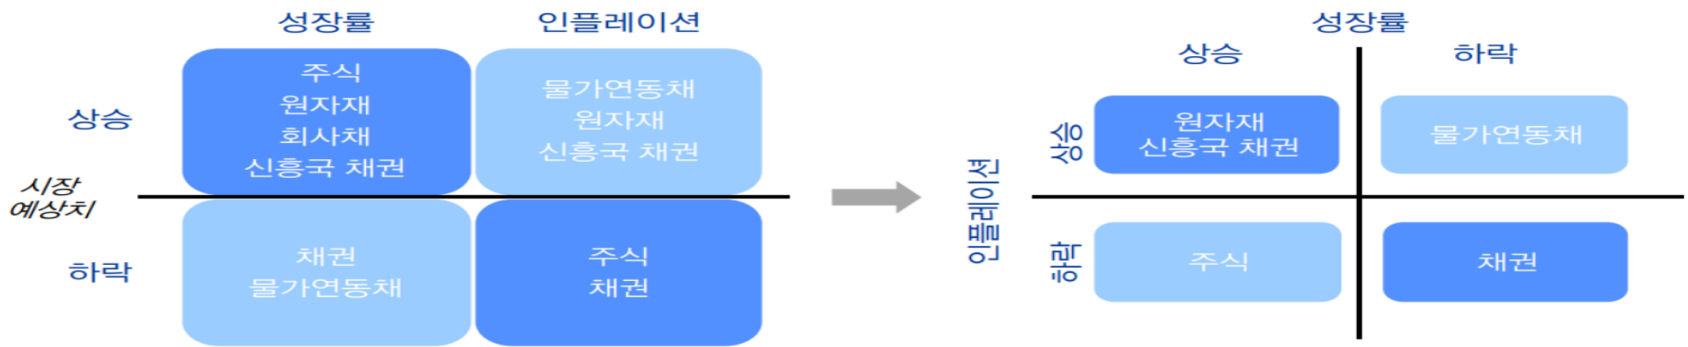 성장률
인플레이션
상승
주식
원자재
회사채
신흥국 채권
물가연동채
원자재
신흥국 채권
시장
예상치
하락
채권
물가연동채
주식
채권
성장률
상승
하락
인플레이션
상승
원자재
신흥국 채권
물가연동채
하락
주식
채권